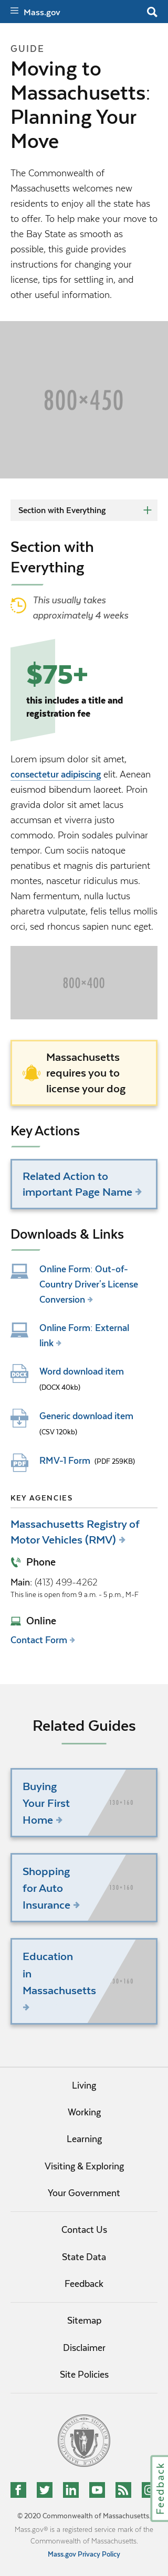 Mass.gov
GUIDE
Moving to
Massachusetts:
Planning Your
Move
The Commonwealth of
Massachusetts welcomes new
residents to enjoy all the state has
to offer. To help make your move to
the Bay State as smooth as
possible, this guide provides
instructions for changing your
license, tips for settling in, and
other useful information.
800×450
Section with Everything
Section with
Everything
This usually takes
approximately 4 weeks
$75+
this includes a title and
registration fee
Lorem ipsum dolor sit amet,
consectetur adipiscing elit. Aenean
euismod bibendum laoreet. Proin
gravida dolor sit amet lacus
accumsan et viverra justo
commodo. Proin sodales pulvinar
tempor. Cum sociis natoque
penatibus et magnis dis parturient
montes, nascetur ridiculus mus.
Nam fermentum, nulla luctus
pharetra vulputate, felis tellus mollis
orci, sed rhoncus sapien nunc eget.
800×400
Massachusetts
requires you to
license your dog
Key Actions
Related Action to
important Page Name
Downloads & Links
Online Form: Out-of-
Country Driver's License
Conversion
Online Form: External
link
DOCX
Word download item
(DOCX 40kb)
Generic download item
(CSV 120kb)
PDF
RMV-1 Form (PDF 259KB)
KEY AGENCIES
Massachusetts Registry of
Motor Vehicles (RMV)
Phone
Main: (413) 499-4262
This line is open from 9 a.m. - 5 p.m., M-F
Online
Contact Form
Related Guides
Buying
Your First
Home
138×168
Shopping
for Auto
Insurance
138×168
Education
in
Massachusetts
138×168
Living
Working
Learning
Visiting & Exploring
Your Government
Contact Us
State Data
Feedback
Sitemap
Disclaimer
Site Policies
Feedback
© 2020 Commonwealth of Massachusetts.
Mass.gov® is a registered service mark of the
Commonwealth of Massachusetts.
Mass.gov Privacy Policy